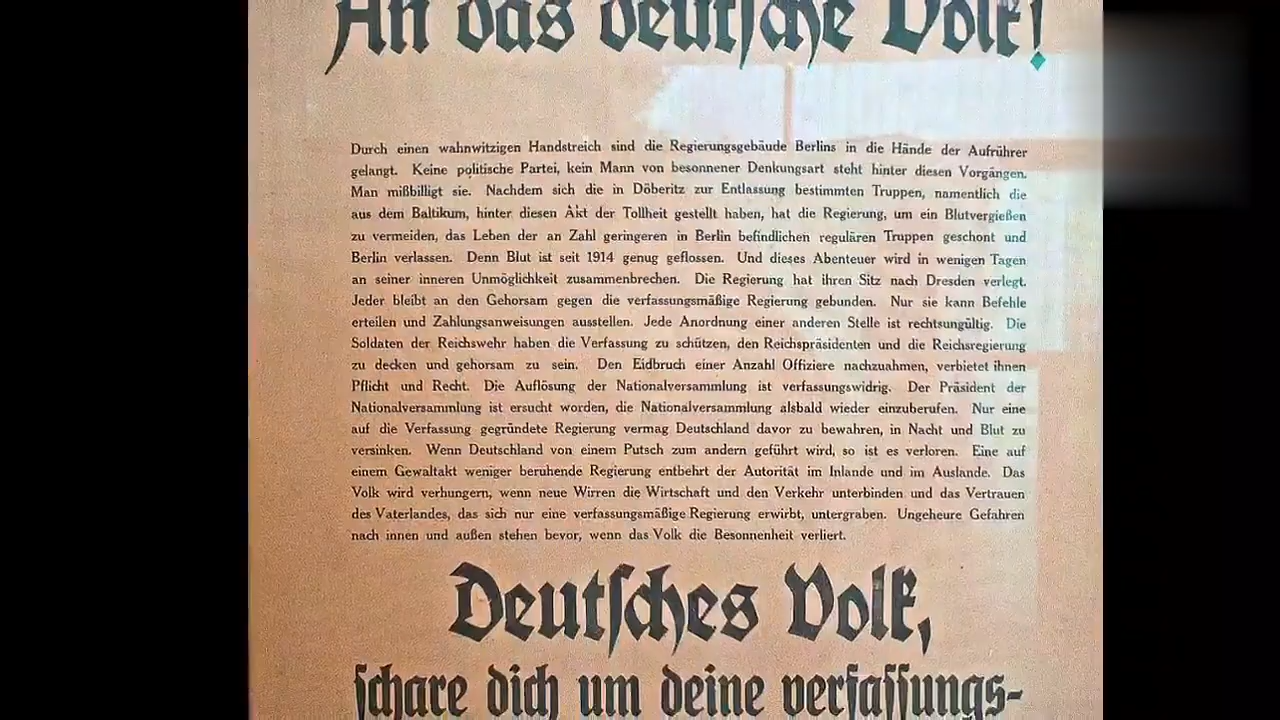 An das deutsche Volk!
Durch einen wahnwitzigen Handstreich sind die Regierungsgebäude Berlins in die Hände der Aufrührer
gelangt. Keine politische Partei, kein Mann von besonnener Denkungsart steht hinter diesen Vorgängen.
Man mißbilligt sie. Nachdem sich die in Döberitz zur Entlassung bestimmten Truppen, namentlich die
aus dem Baltikum, hinter diesen Akt der Tollheit gestellt haben, hat die Regierung, um ein Blutvergießen
zu vermeiden, das Leben der an Zahl geringeren in Berlin befindlichen regulären Truppen geschont und
Berlin verlassen. Denn Blut ist seit 1914 genug geflossen. Und dieses Abenteuer wird in wenigen Tagen
an seiner inneren Unmöglichkeit zusammenbrechen. Die Regierung hat ihren Sitz nach Dresden verlegt.
Jeder bleibt an den Gehorsam gegen die verfassungsmäßige Regierung gebunden. Nur sie kann Befehle
erteilen und Zahlungsanweisungen ausstellen. Jede Anordnung einer anderen Stelle ist rechtsungültig. Die
Soldaten der Reichswehr haben die Verfassung zu schützen, den Reichspräsidenten und die Reichsregierung
zu decken und gehorsam zu sein. Den Eidbruch einer Anzahl Offiziere nachzuahmen, verbietet ihnen
Pflicht und Recht. Die Auflösung der Nationalversammlung ist verfassungswidrig. Der Präsident der
Nationalversammlung ist ersucht worden, die Nationalversammlung alsbald wieder einzuberufen. Nur eine
auf die Verfassung gegründete Regierung vermag Deutschland davor zu bewahren, in Nacht und Blut zu
versinken. Wenn Deutschland von einem Putsch zum andern geführt wird, so ist es verloren. Eine auf
einem Gewaltakt weniger beruhende Regierung entbehrt der Autorität im Inlande und im Auslande. Das
Volk wird verhungern, wenn neue Wirren die Wirtschaft und den Verkehr unterbinden und das Vertrauen
des Vaterlandes, das sich nur eine verfassungsmäßige Regierung erwirbt, untergraben. Ungeheure Gefahren
nach innen und außen stehen bevor, wenn das Volk die Besonnenheit verliert.
Deutsches Volk,
schare dich um deine verfassungs-